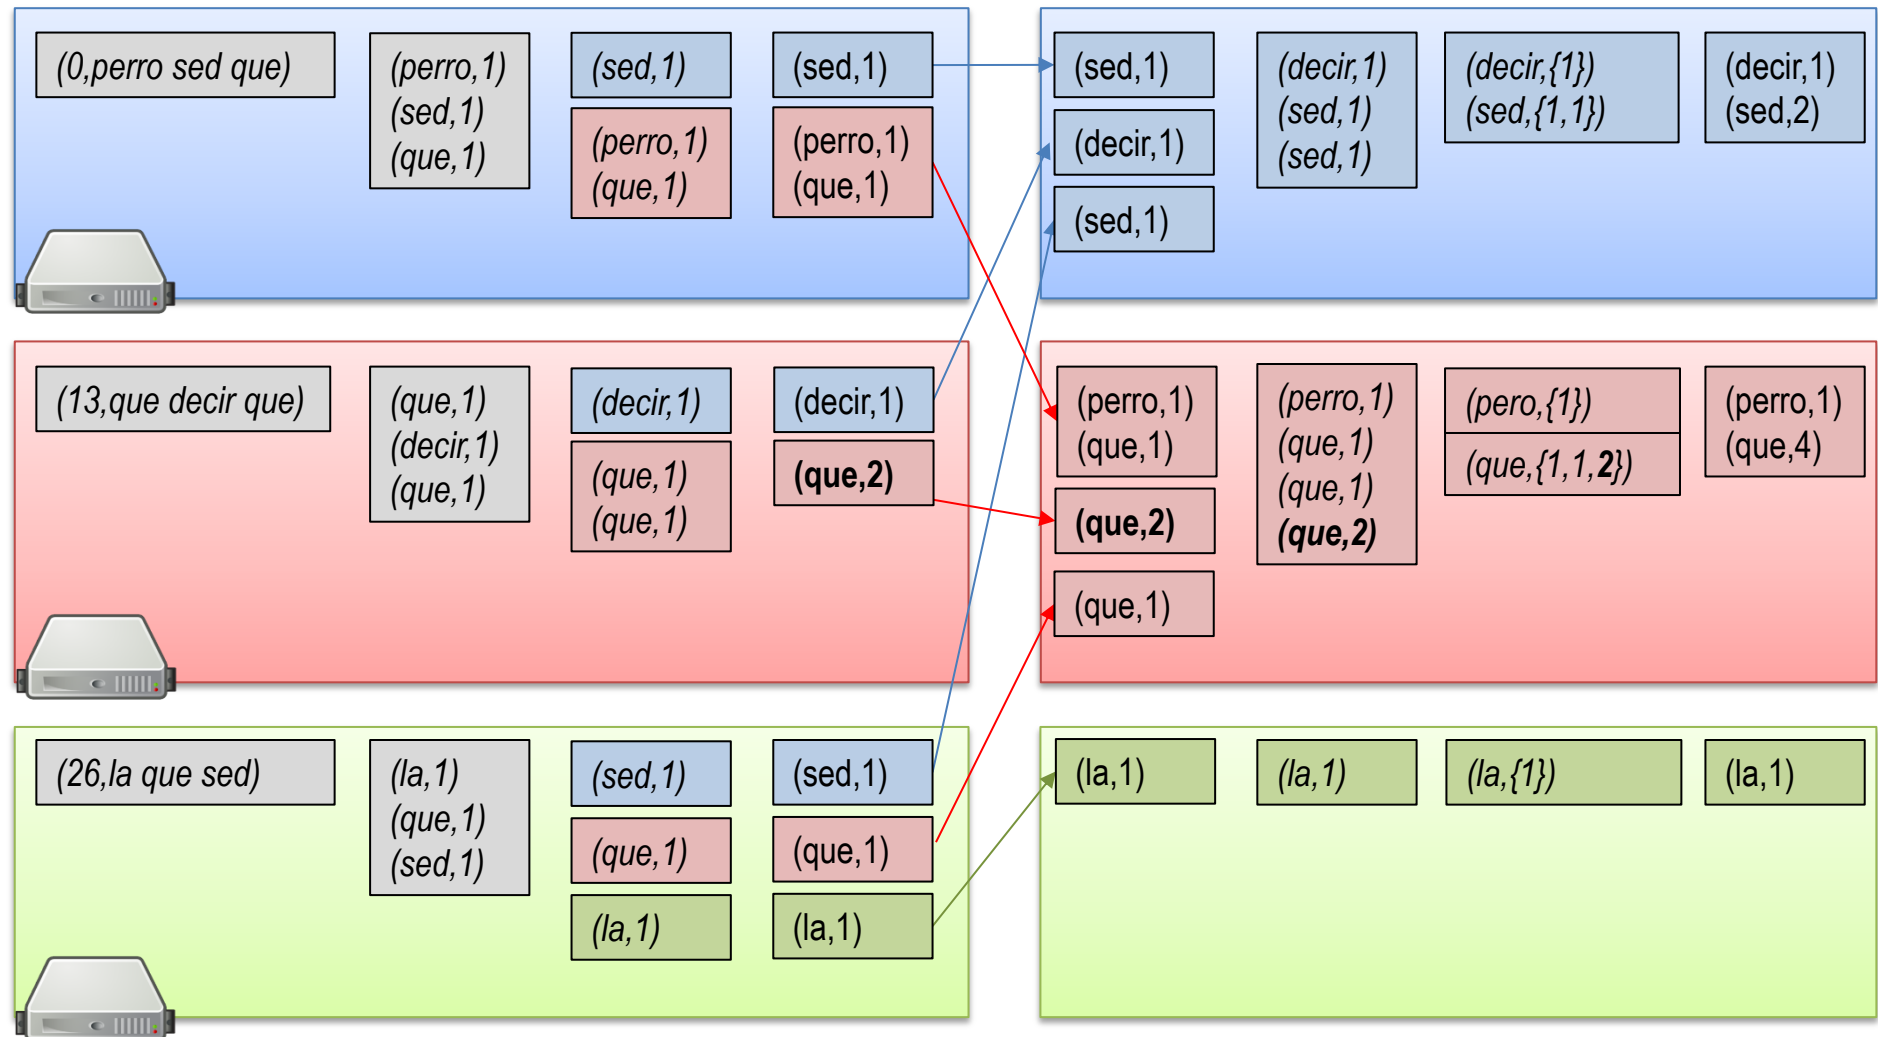 (0,perro sed que)
(perro,1)
(sed,1)
(que,1)
(sed,1)
(perro,1)
(que,1)
(sed,1)
(perro,1)
(que,1)
(sed,1)
(decir,1)
(sed,1)
(decir,1)
(sed,1)
(sed,1)
(decir,{1})
(sed,{1,1})
(decir,1)
(sed,2)
(13,que decir que)
(que,1)
(decir,1)
(que,1)
(decir,1)
(que,1)
(que,1)
(decir,1)
(que,2)
(perro,1)
(que,1)
(que,2)
(que,1)
(perro,1)
(que,1)
(que,1)
(que,2)
(pero,{1})
(que,{1,1,2})
(perro,1)
(que,4)
(26,la que sed)
(la,1)
(que,1)
(sed,1)
(sed,1)
(que,1)
(la,1)
(sed,1)
(que,1)
(la,1)
(la,1)
(la,1)
(la,{1})
(la,1)